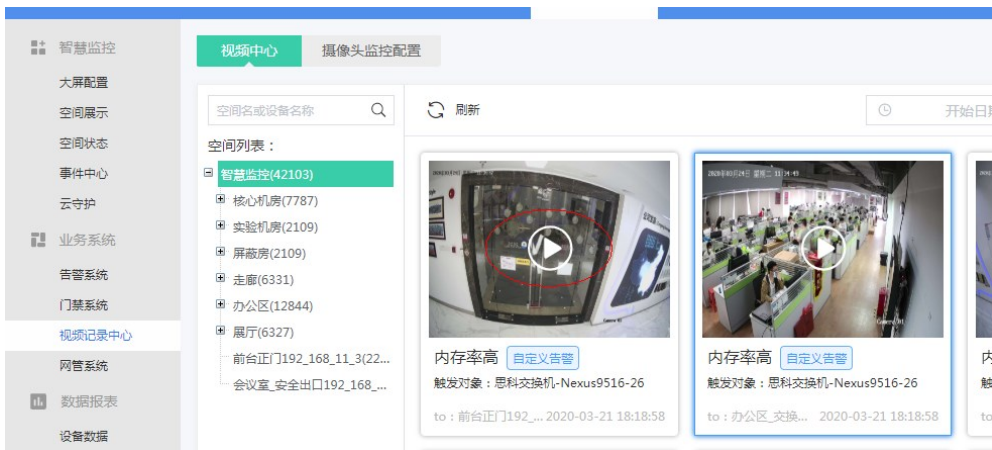 智慧监控
大屏配置
空间展示
空间状态
事件中心
云守护
业务系统
告警系统
门禁系统
视频记录中心
网管系统
数据报表
设备数据
视频中心
摄像头监控配置
空间名或设备名称
空间列表：
智慧监控(42103)
核心机房(7787)
实验机房(2109)
屏蔽房(2109)
走廊(6331)
办公区(12844)
展厅(6327)
前台正门192_168_11_3(22...
会议室_安全出口192_168_...
刷新
开始日期
内存率高 自定义告警
触发对象：思科交换机-Nexus9516-26
to：前台正门192_... 2020-03-21 18:18:58
内存率高 自定义告警
触发对象：思科交换机-Nexus9516-26
to：办公区_交换... 2020-03-21 18:18:58
to